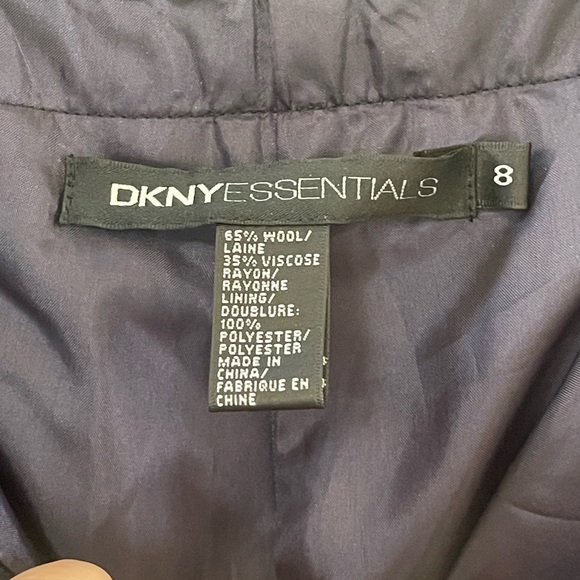 DKNYESSENTIALS
8
65% WOOL/
LAINE
35% VISCOSE
RAYON/
RAYONNE
LINING/
DOUBLURE:
100%
POLYESTER/
POLYESTER
MADE IN
CHINA/
FABRIQUE EN
CHINE